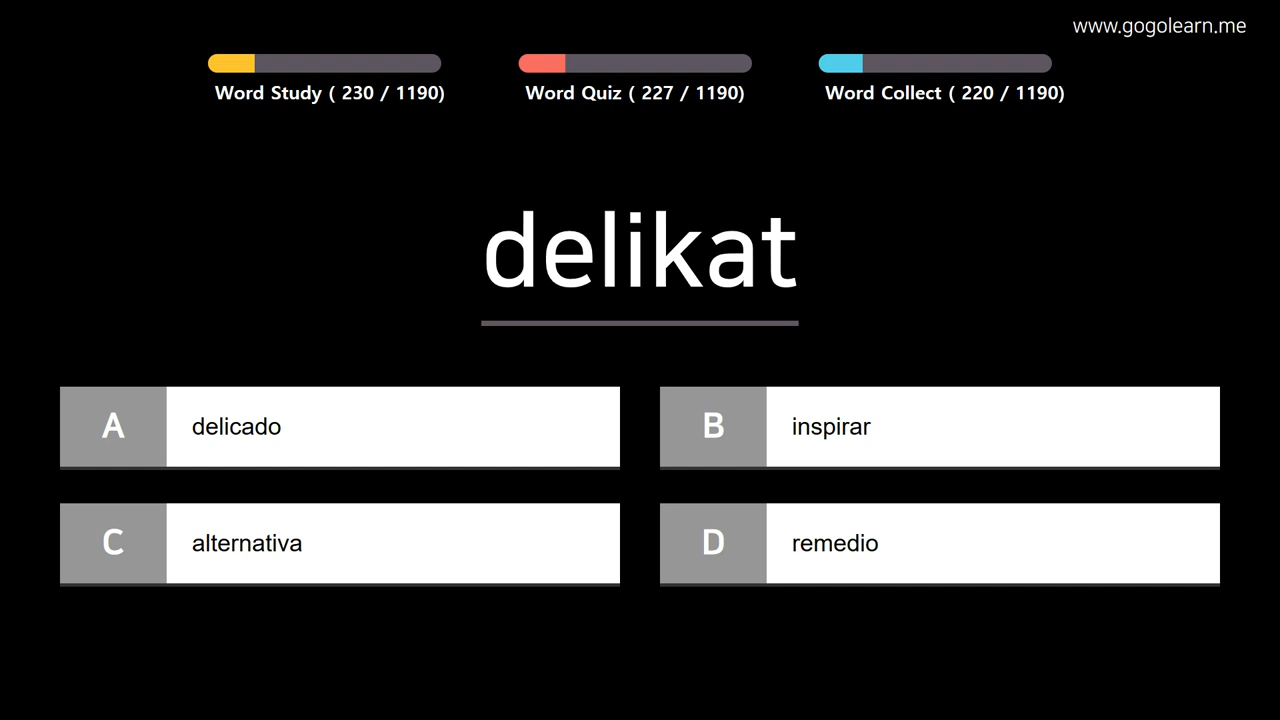 www.gogolearn.me
Word Study ( 230 / 1190)
Word Quiz ( 227 / 1190)
Word Collect ( 220 / 1190)
delikat
A delicado
B inspirar
C alternativa
D remedio